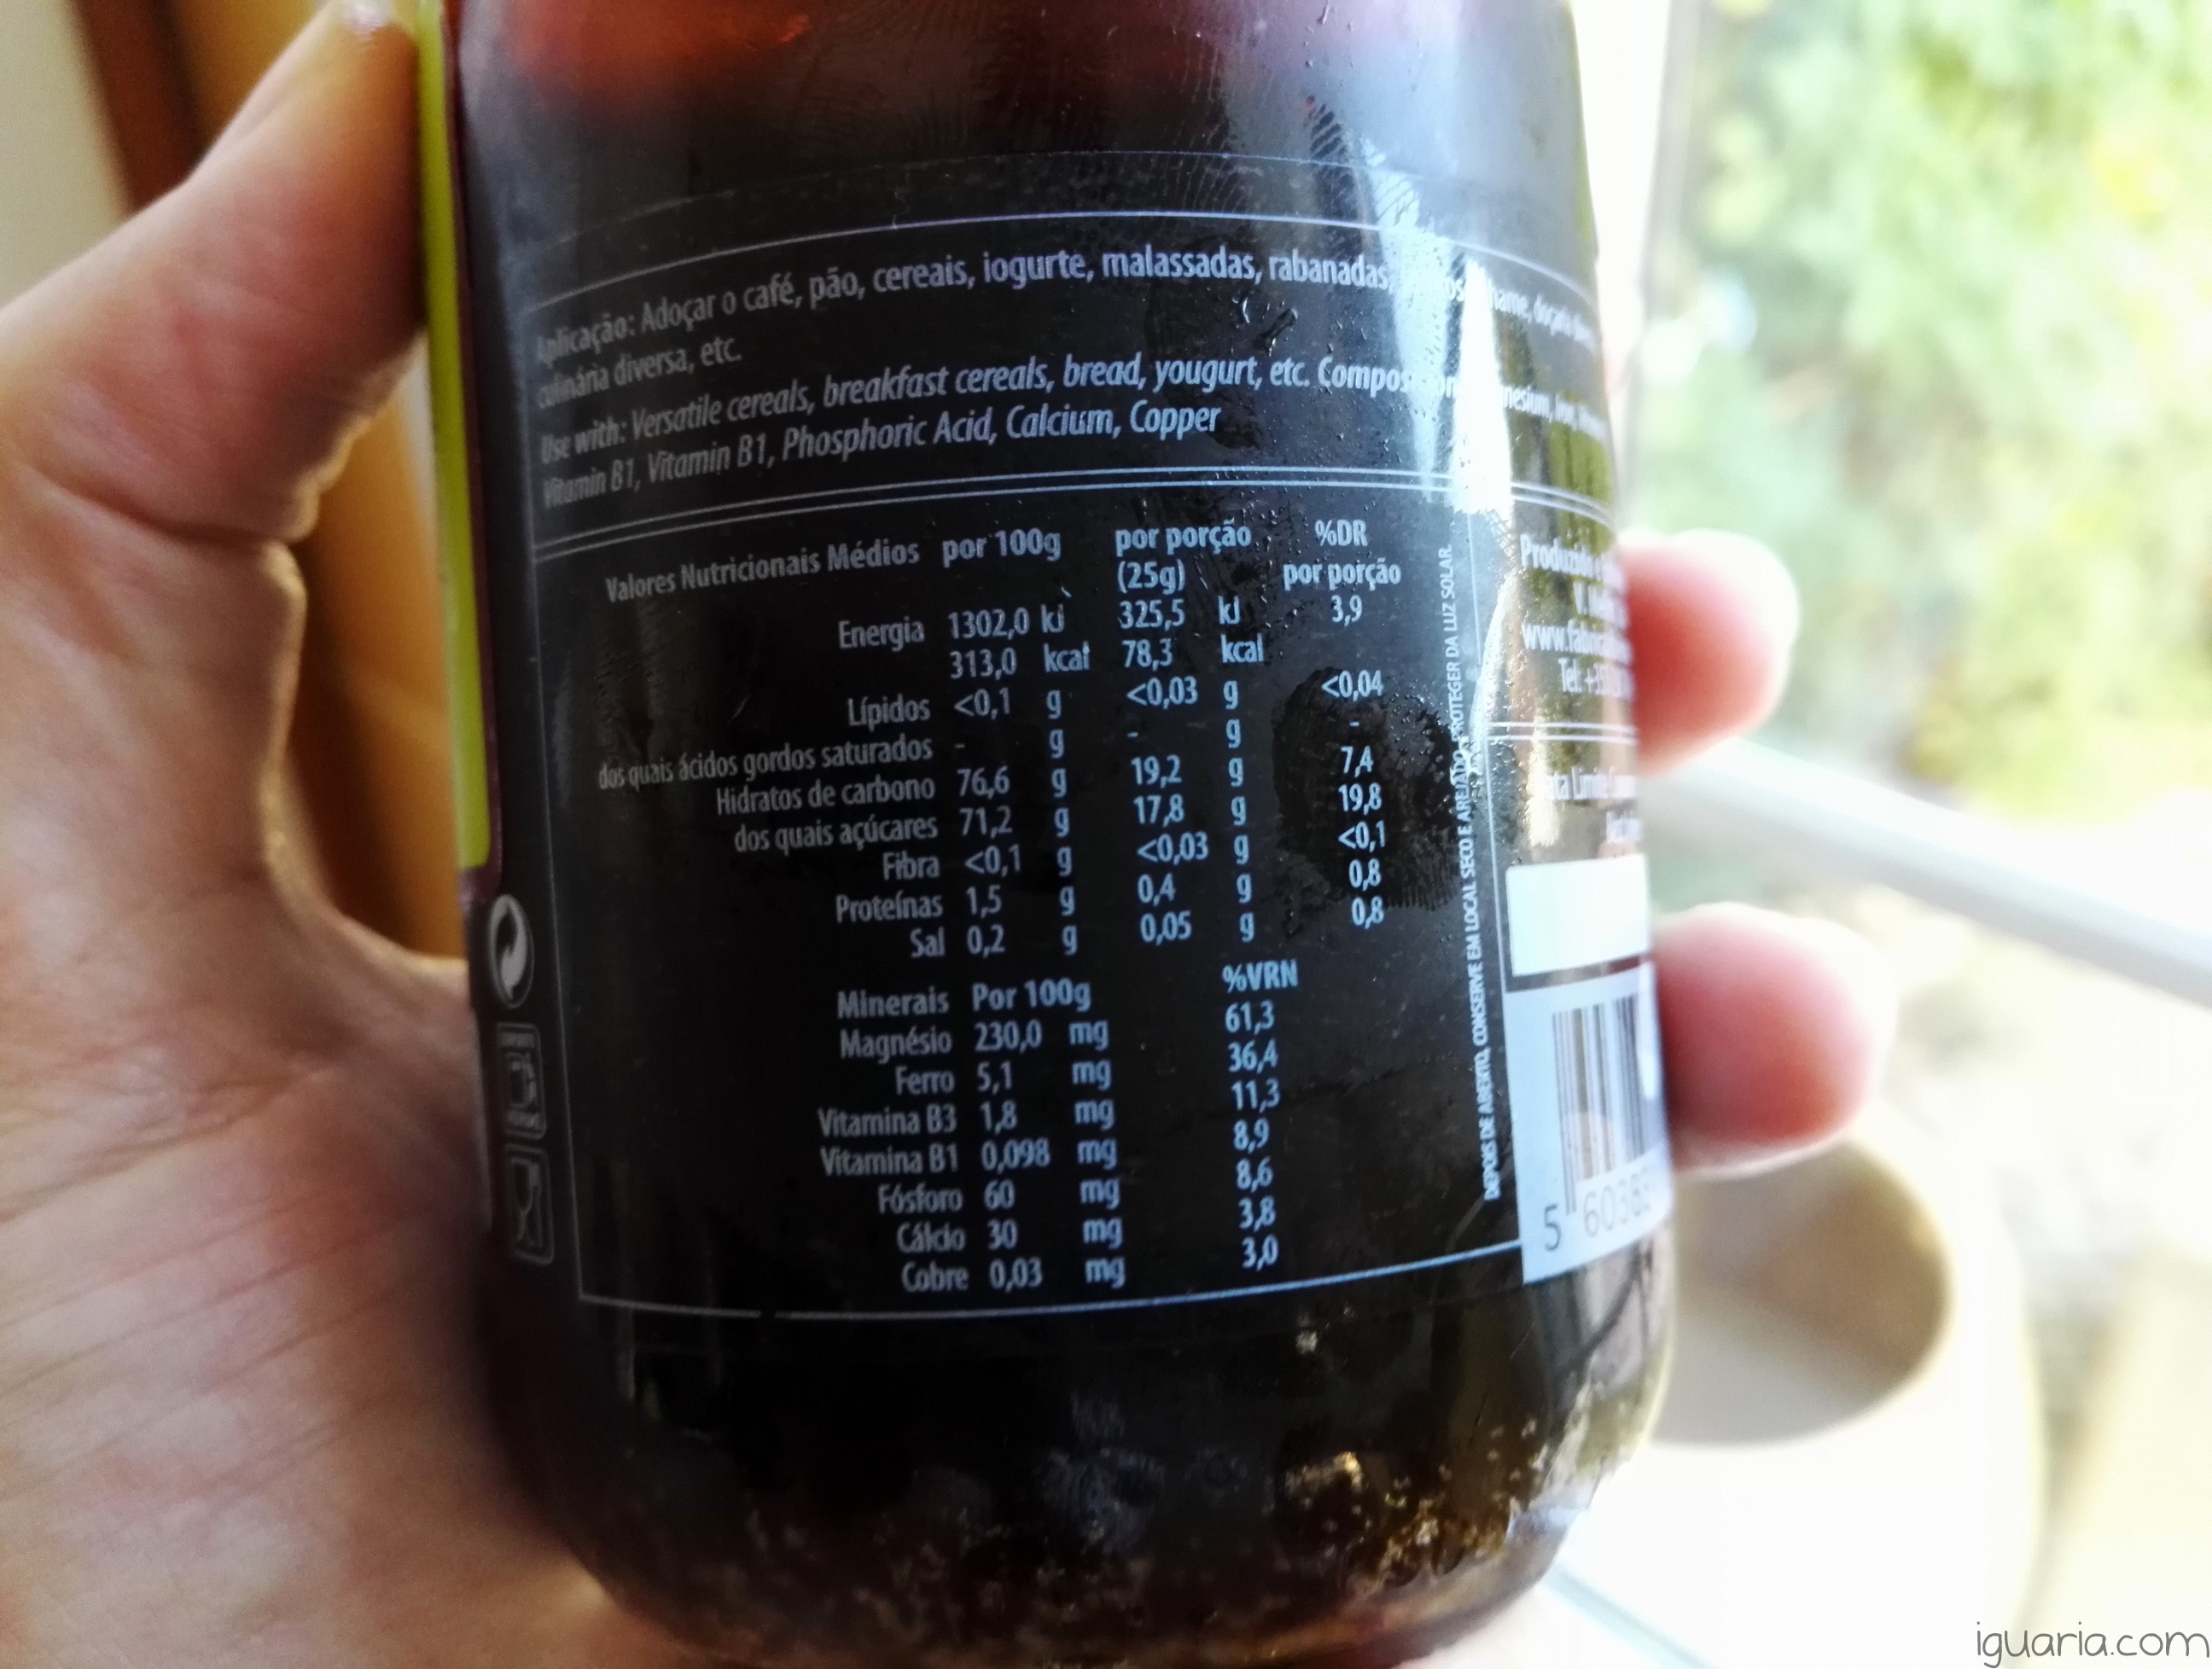 Aplicação: Adoçar o café, pão, cereais, iogurte, malassadas, rabanadas,
culinária diversa, etc.
Use with: Versatile cereals, breakfast cereals, bread, yougurt, etc.
Vitamin B1, Vitamin B1, Phosphoric Acid, Calcium, Copper
Valores Nutricionais Médios por 100g por porção (25g) %DR por porção
Energia 1302,0 kJ 325,5 kJ 3,9
313,0 kcal 78,3 kcal
Lípidos <0,1 g <0,03 g <0,04
dos quais ácidos gordos saturados - g - g -
Hidratos de carbono 76,6 g 19,2 g 7,4
dos quais açúcares 71,2 g 17,8 g 19,8
Fibra <0,1 g <0,03 g <0,1
Proteínas 1,5 g 0,4 g 0,8
Sal 0,2 g 0,05 g 0,8
Minerais Por 100g %VRN
Magnésio 230,0 mg 61,3
Ferro 5,1 mg 36,4
Vitamina B3 1,8 mg 11,3
Vitamina B1 0,098 mg 8,9
Fósforo 60 mg 8,6
Cálcio 30 mg 3,8
Cobre 0,03 mg 3,0
DEPOIS DE ABERTO, CONSERVE EM LOCAL SECO E AREJADO, PROTEGER DA LUZ SOLAR.
5 6038
iguaria.com